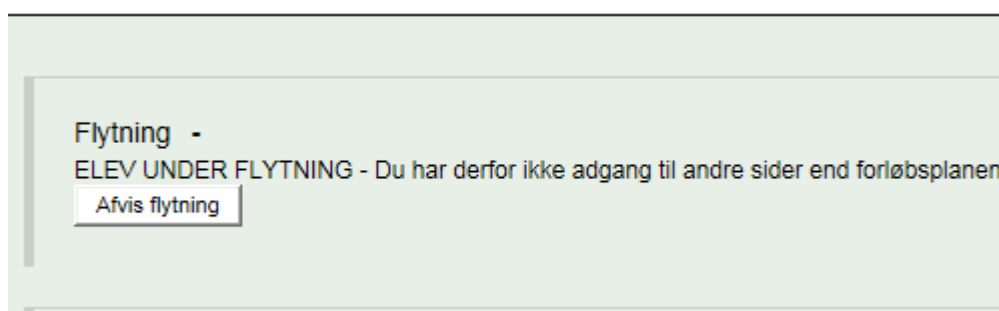 Flytning -
ELEV UNDER FLYTNING - Du har derfor ikke adgang til andre sider end forløbsplanen
Afvis flytning